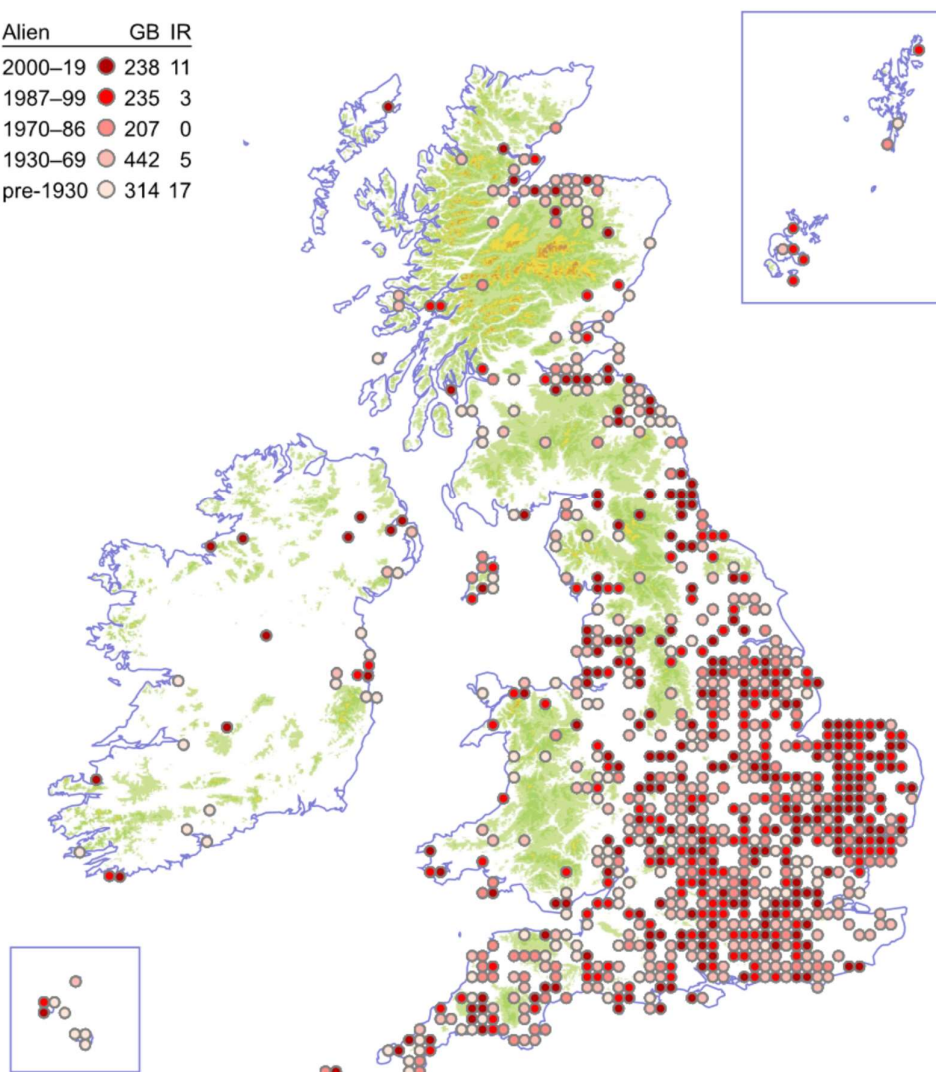 Alien GB IR
2000–19 238 11
1987–99 235 3
1970–86 207 0
1930–69 442 5
pre-1930 314 17